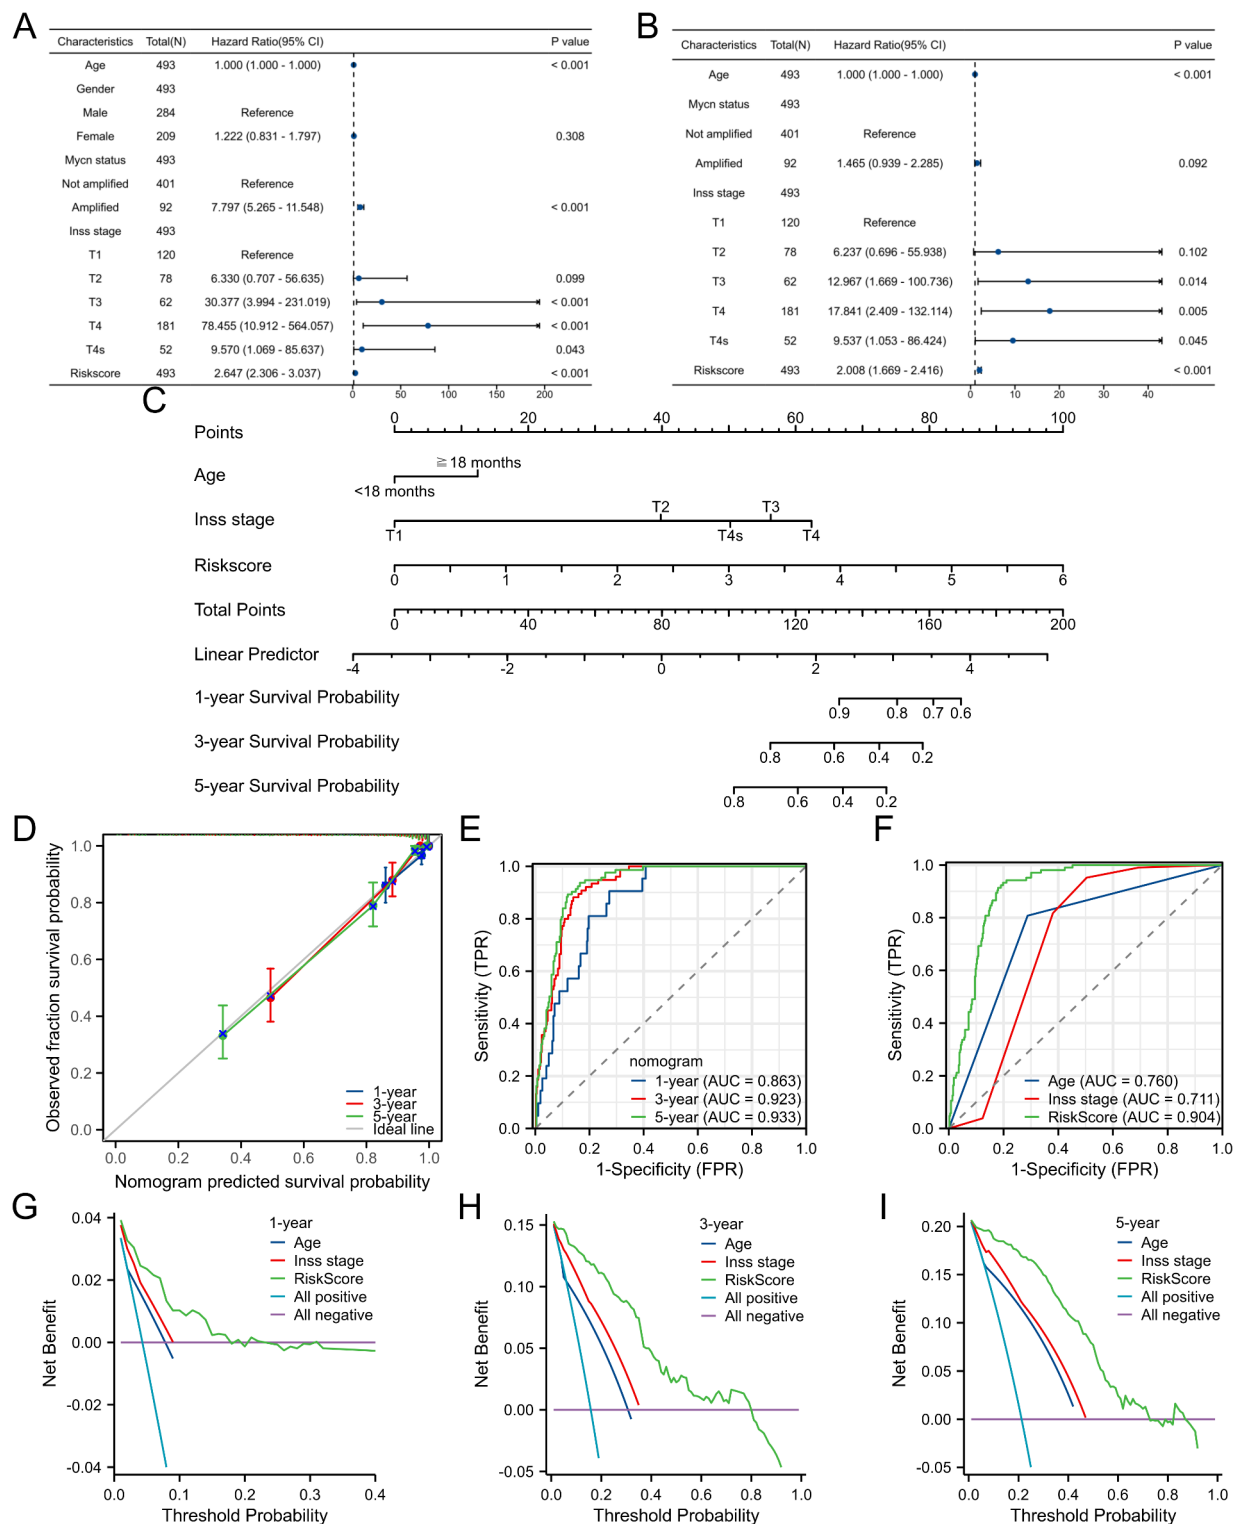 A
Characteristics Total(N) Hazard Ratio(95% CI) P value
Age 493 1.000 (1.000 - 1.000) < 0.001
Gender 493
Male 284 Reference
Female 209 1.222 (0.831 - 1.797) 0.308
Mycn status 493
Not amplified 401 Reference
Amplified 92 7.797 (5.265 - 11.548) < 0.001
Inss stage 493
T1 120 Reference
T2 78 6.330 (0.707 - 56.635) 0.099
T3 62 30.377 (3.994 - 231.019) < 0.001
T4 181 78.455 (10.912 - 564.057) < 0.001
T4s 52 9.570 (1.069 - 85.637) 0.043
Riskscore 493 2.647 (2.306 - 3.037) < 0.001
0 50 100 150 200
B
Characteristics Total(N) Hazard Ratio(95% CI) P value
Age 493 1.000 (1.000 - 1.000) < 0.001
Mycn status 493
Not amplified 401 Reference
Amplified 92 1.465 (0.939 - 2.285) 0.092
Inss stage 493
T1 120 Reference
T2 78 6.237 (0.696 - 55.938) 0.102
T3 62 12.967 (1.669 - 100.736) 0.014
T4 181 17.841 (2.409 - 132.114) 0.005
T4s 52 9.537 (1.053 - 86.424) 0.045
Riskscore 493 2.008 (1.669 - 2.416) < 0.001
0 10 20 30 40
C
Points 0 20 40 60 80 100
Age <18 months ≧ 18 months
Inss stage T1 T2 T4s T3 T4
Riskscore 0 1 2 3 4 5 6
Total Points 0 40 80 120 160 200
Linear Predictor -4 -2 0 2 4
1-year Survival Probability 0.9 0.8 0.7 0.6
3-year Survival Probability 0.8 0.6 0.4 0.2
5-year Survival Probability 0.8 0.6 0.4 0.2
D
Observed fraction survival probability
1.0
0.8
0.6
0.4
0.2
0.0
1-year
3-year
5-year
Ideal line
0.0 0.2 0.4 0.6 0.8 1.0
Nomogram predicted survival probability
E
Sensitivity (TPR)
1.0
0.8
0.6
0.4
0.2
0.0
nomogram
1-year (AUC = 0.863)
3-year (AUC = 0.923)
5-year (AUC = 0.933)
0.0 0.2 0.4 0.6 0.8 1.0
1-Specificity (FPR)
F
Sensitivity (TPR)
1.0
0.8
0.6
0.4
0.2
0.0
Age (AUC = 0.760)
Inss stage (AUC = 0.711)
RiskScore (AUC = 0.904)
0.0 0.2 0.4 0.6 0.8 1.0
1-Specificity (FPR)
G
Net Benefit
0.04
0.02
0.00
-0.02
-0.04
1-year
Age
Inss stage
RiskScore
All positive
All negative
0.0 0.1 0.2 0.3 0.4
Threshold Probability
H
Net Benefit
0.15
0.10
0.05
0.00
-0.05
3-year
Age
Inss stage
RiskScore
All positive
All negative
0.0 0.2 0.4 0.6 0.8 1.0
Threshold Probability
I
Net Benefit
0.20
0.15
0.10
0.05
0.00
-0.05
5-year
Age
Inss stage
RiskScore
All positive
All negative
0.0 0.2 0.4 0.6 0.8 1.0
Threshold Probability